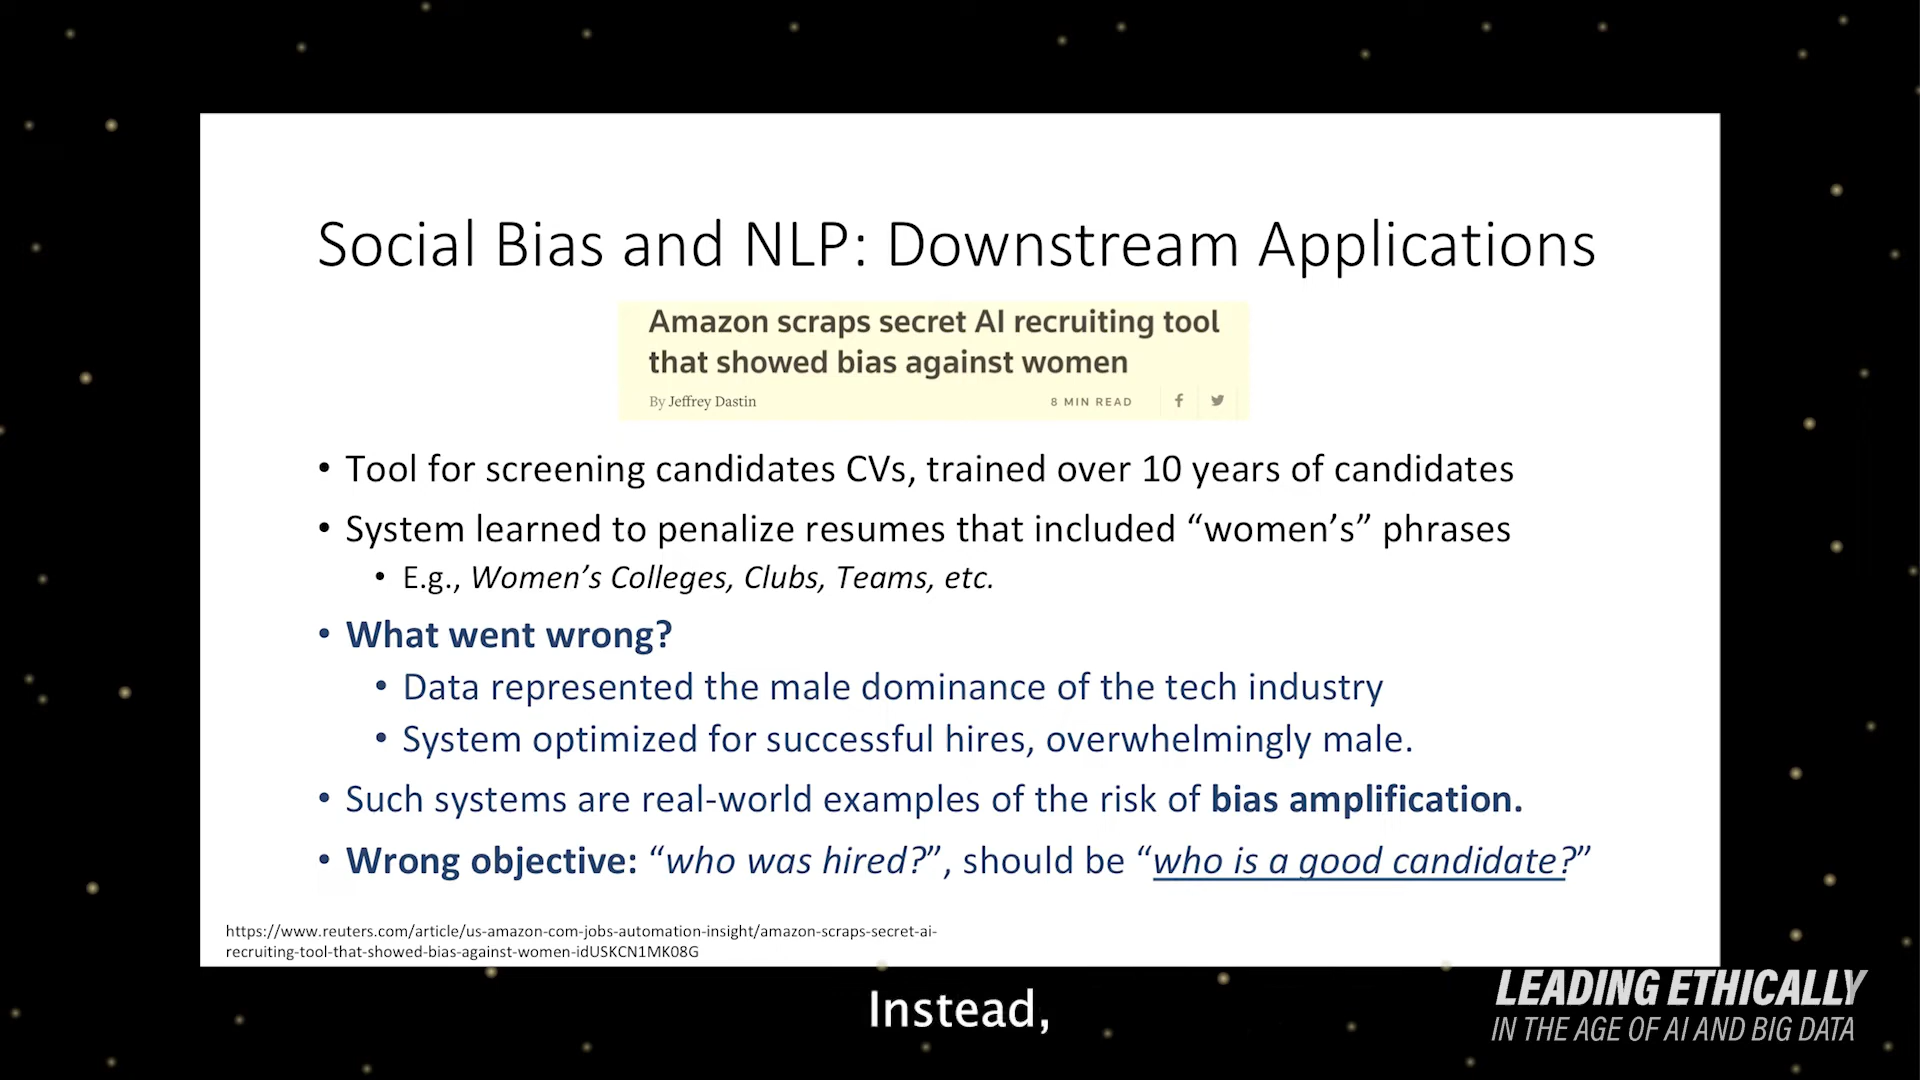 Social Bias and NLP: Downstream Applications
Amazon scraps secret AI recruiting tool
that showed bias against women
By Jeffrey Dastin
8 MIN READ
• Tool for screening candidates CVs, trained over 10 years of candidates
• System learned to penalize resumes that included “women’s” phrases
• E.g., Women’s Colleges, Clubs, Teams, etc.
• What went wrong?
• Data represented the male dominance of the tech industry
• System optimized for successful hires, overwhelmingly male.
• Such systems are real-world examples of the risk of bias amplification.
• Wrong objective: “who was hired?”, should be “who is a good candidate?”
https://www.reuters.com/article/us-amazon-com-jobs-automation-insight/amazon-scraps-secret-ai-
recruiting-tool-that-showed-bias-against-women-idUSKCN1MK08G
Instead,
LEADING ETHICALLY
IN THE AGE OF AI AND BIG DATA